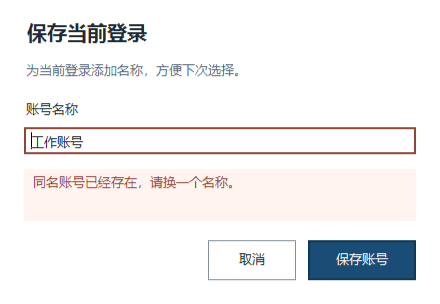 保存当前登录
为当前登录添加名称，方便下次选择。
账号名称
工作账号
同名账号已经存在，请换一个名称。
取消
保存账号